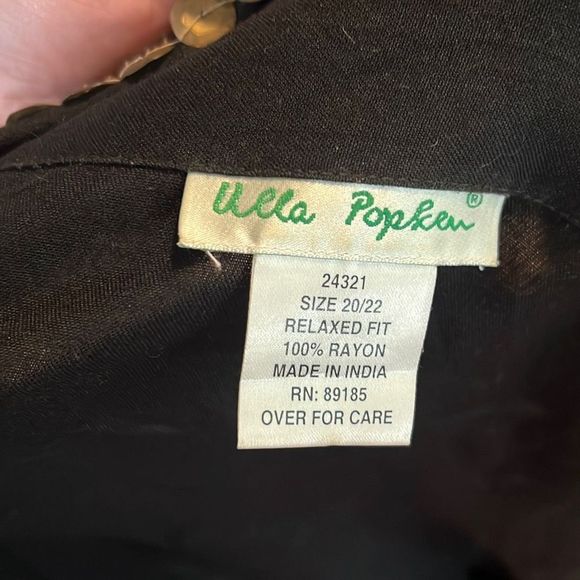 Ulla Popken®
24321
SIZE 20/22
RELAXED FIT
100% RAYON
MADE IN INDIA
RN: 89185
OVER FOR CARE